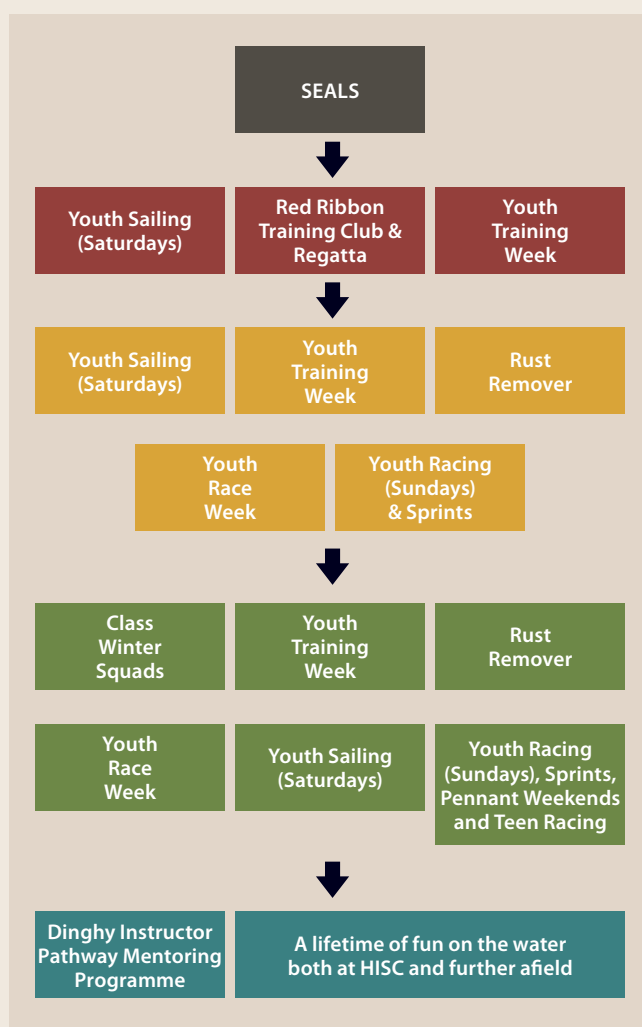 SEALS
Youth Sailing
(Saturdays)
Red Ribbon
Training Club &
Regatta
Youth
Training
Week
Youth Sailing
(Saturdays)
Youth
Training
Week
Rust
Remover
Youth
Race
Week
Youth Racing
(Sundays)
& Sprints
Class
Winter
Squads
Youth
Training
Week
Rust
Remover
Youth
Race
Week
Youth Sailing
(Saturdays)
Youth Racing
(Sundays), Sprints,
Pennant Weekends
and Teen Racing
Dinghy Instructor
Pathway Mentoring
Programme
A lifetime of fun on the water
both at HISC and further afield